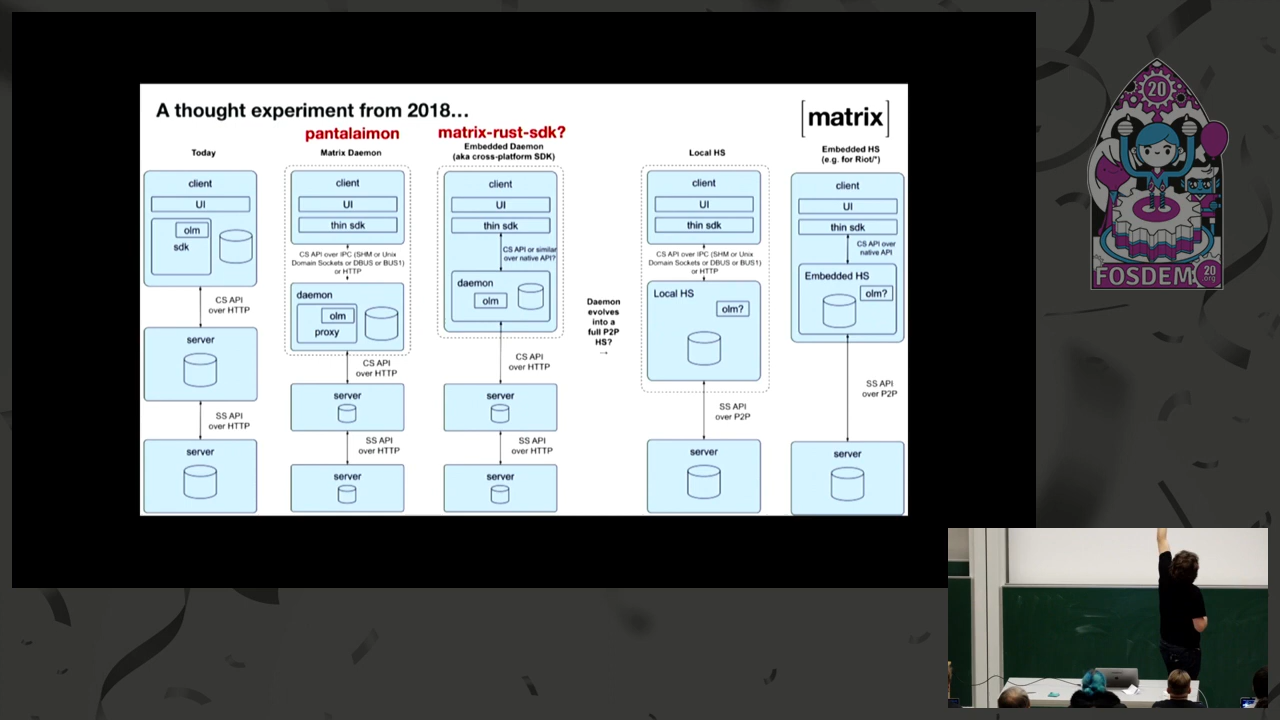 A thought experiment from 2018...
[matrix]
pantalaimon
matrix-rust-sdk?
Today
client
UI
olm
sdk
CS API
over HTTP
server
SS API
over HTTP
server
Matrix Daemon
client
UI
thin sdk
CS API over IPC (SHM or Unix
Domain Sockets or DBUS or BUS1)
or HTTP
daemon
olm
proxy
CS API
over HTTP
server
SS API
over HTTP
server
Embedded Daemon
(aka cross-platform SDK)
client
UI
thin sdk
CS API or similar
over native API?
daemon
olm
CS API
over HTTP
server
SS API
over HTTP
server
Daemon
evolves
into a
full P2P
HS?
→
Local HS
client
UI
thin sdk
CS API over IPC (SHM or Unix
Domain Sockets or DBUS or BUS1)
or HTTP
Local HS
olm?
SS API
over P2P
server
Embedded HS
(e.g. for Riot/*)
client
UI
thin sdk
CS API over
native API
Embedded HS
olm?
SS API
over P2P
server
20
FOSDEM
20
.org